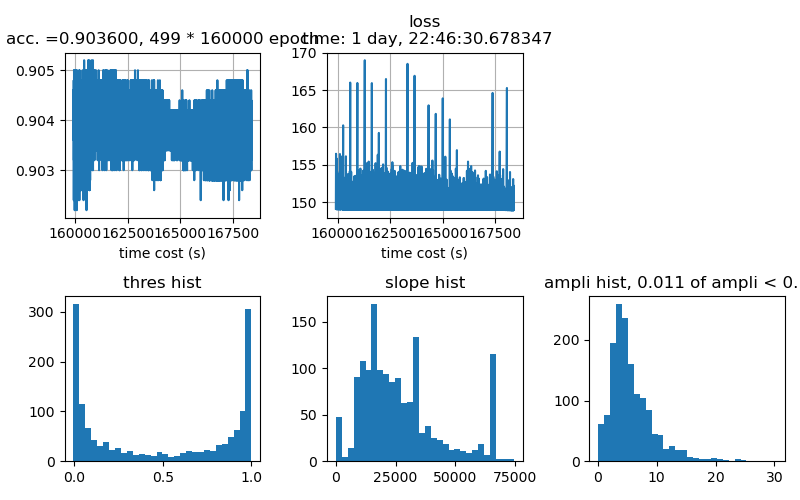 acc. =0.903600, 499 * 160000 epoch
loss
time: 1 day, 22:46:30.678347
0.905
0.904
0.903
160000 162500 165000 167500
time cost (s)
170
165
160
155
150
160000 162500 165000 167500
time cost (s)
thres hist
300
200
100
0
0.0 0.5 1.0
slope hist
150
100
50
0
0 25000 50000 75000
ampli hist, 0.011 of ampli < 0.
200
100
0
0 10 20 30